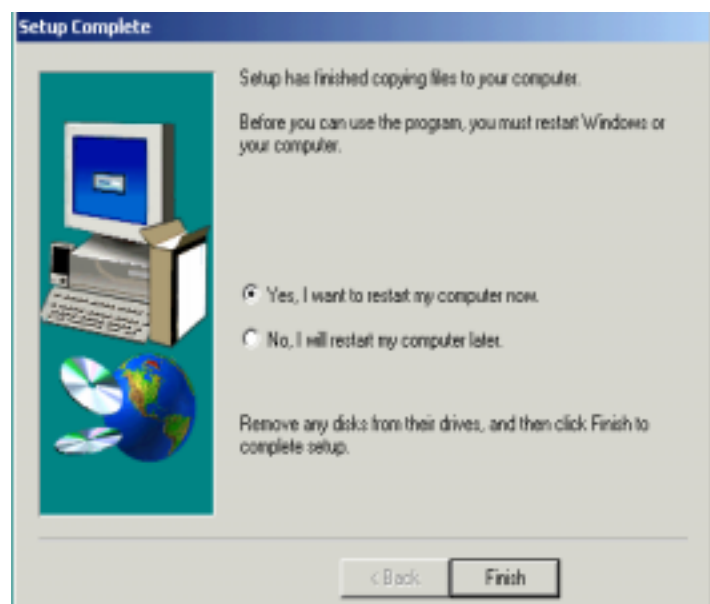 Setup Complete
Setup has finished copying files to your computer.
Before you can use the program, you must restart Windows or
your computer.
Yes, I want to restart my computer now.
No, I will restart my computer later.
Remove any disks from their drives, and then click Finish to
complete setup.
< Back
Finish